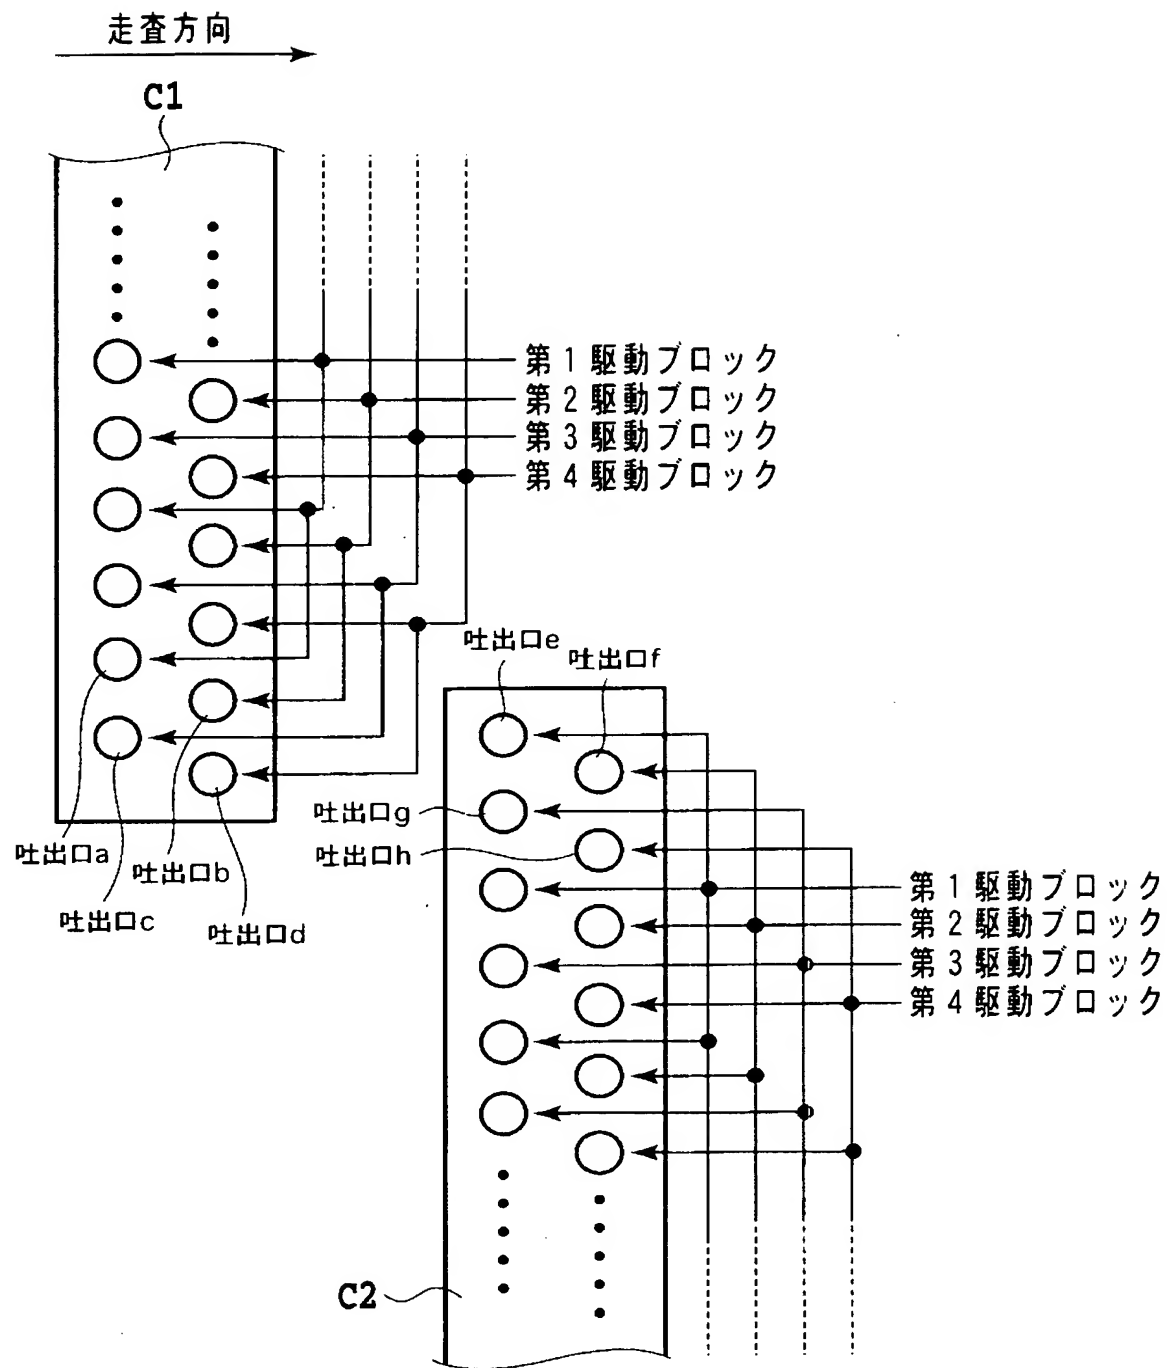 走査方向
C1
第1駆動ブロック
第2駆動ブロック
第3駆動ブロック
第4駆動ブロック
吐出口e
吐出口f
吐出口g
吐出口h
吐出口a
吐出口b
吐出口c
吐出口d
第1駆動ブロック
第2駆動ブロック
第3駆動ブロック
第4駆動ブロック
C2